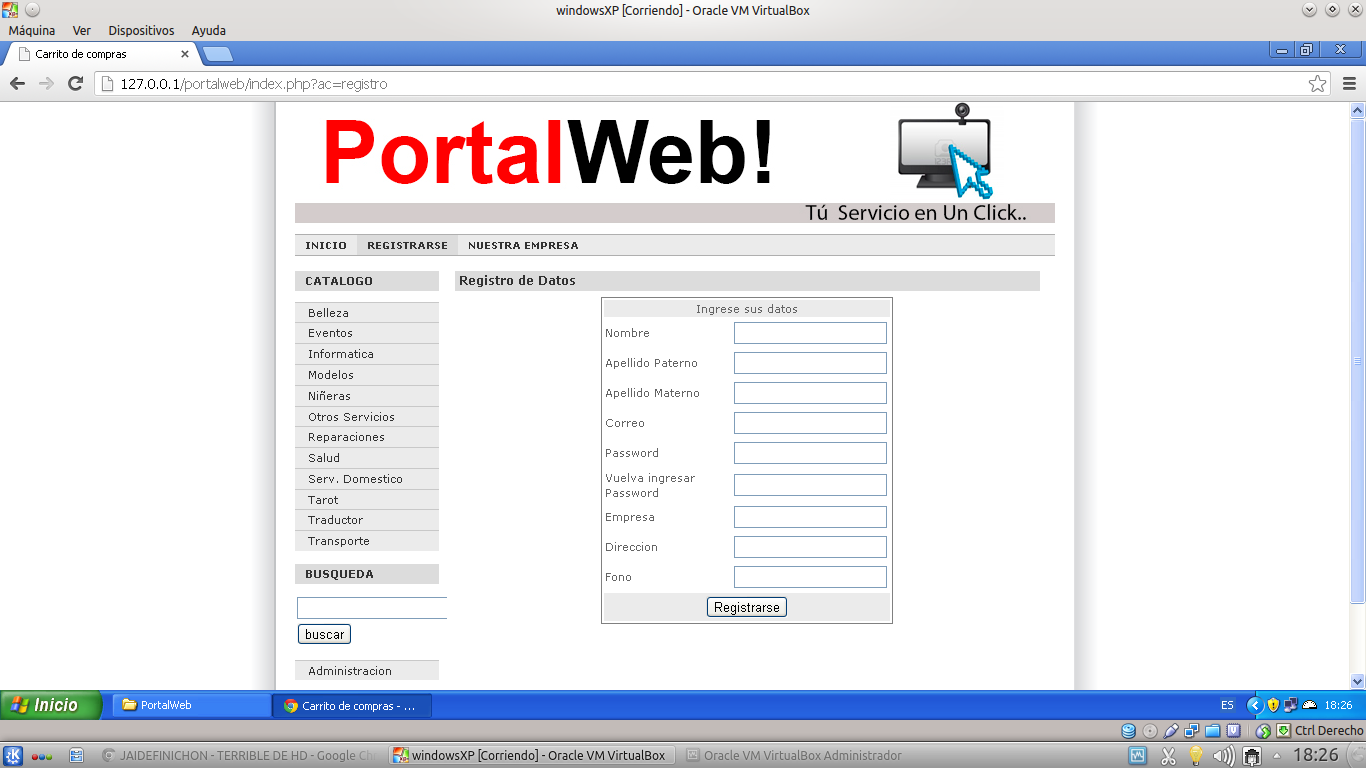 windowsXP [Corriendo] - Oracle VM VirtualBox
Máquina Ver Dispositivos Ayuda
Carrito de compras
127.0.0.1/portalweb/index.php?ac=registro
PortalWeb!
Tú Servicio en Un Click..
INICIO REGISTRARSE NUESTRA EMPRESA
CATALOGO
Belleza
Eventos
Informatica
Modelos
Niñeras
Otros Servicios
Reparaciones
Salud
Serv. Domestico
Tarot
Traductor
Transporte
BUSQUEDA
buscar
Administracion
Registro de Datos
Ingrese sus datos
Nombre
Apellido Paterno
Apellido Materno
Correo
Password
Vuelva ingresar
Password
Empresa
Direccion
Fono
Registrarse
Inicio PortalWeb Carrito de compras - ... ES 18:26
Ctrl Derecho
JAIDEFINICHON - TERRIBLE DE HD - Google Ch windowsXP [Corriendo] - Oracle VM VirtualBox Oracle VM VirtualBox Administrador 18:26